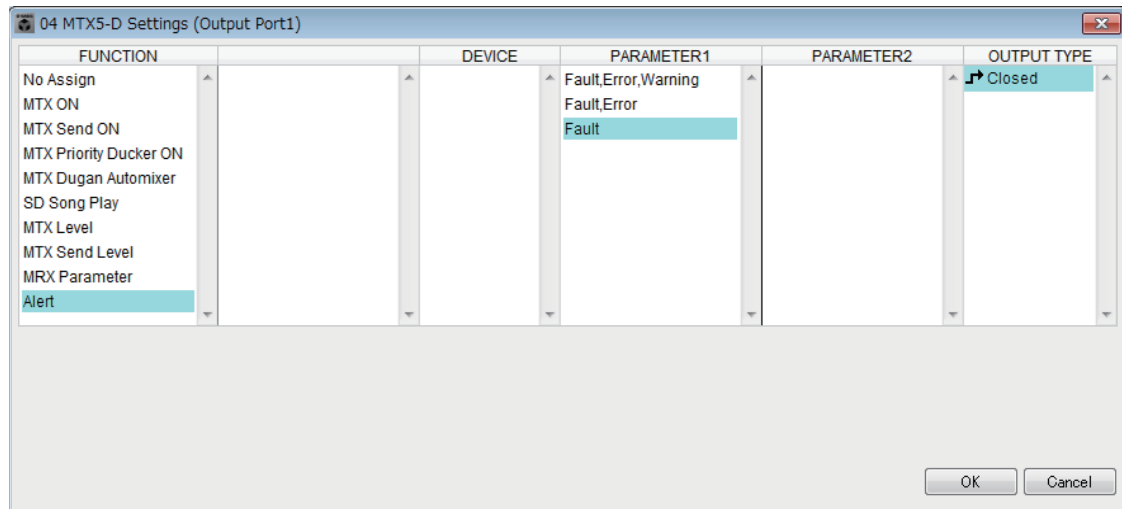 04 MTX5-D Settings (Output Port1)
FUNCTION DEVICE PARAMETER1 PARAMETER2 OUTPUT TYPE
No Assign Fault,Error,Warning Closed
MTX ON Fault,Error
MTX Send ON Fault
MTX Priority Ducker ON
MTX Dugan Automixer
SD Song Play
MTX Level
MTX Send Level
MRX Parameter
Alert
OK Cancel